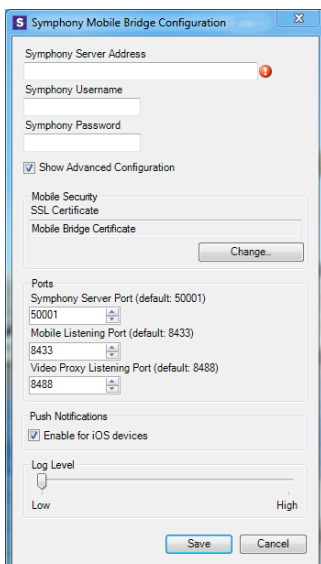 S Symphony Mobile Bridge Configuration
Symphony Server Address
Symphony Username
Symphony Password
Show Advanced Configuration
Mobile Security
SSL Certificate
Mobile Bridge Certificate
Change...
Ports
Symphony Server Port (default: 50001)
50001
Mobile Listening Port (default: 8433)
8433
Video Proxy Listening Port (default: 8488)
8488
Push Notifications
Enable for iOS devices
Log Level
Low High
Save Cancel